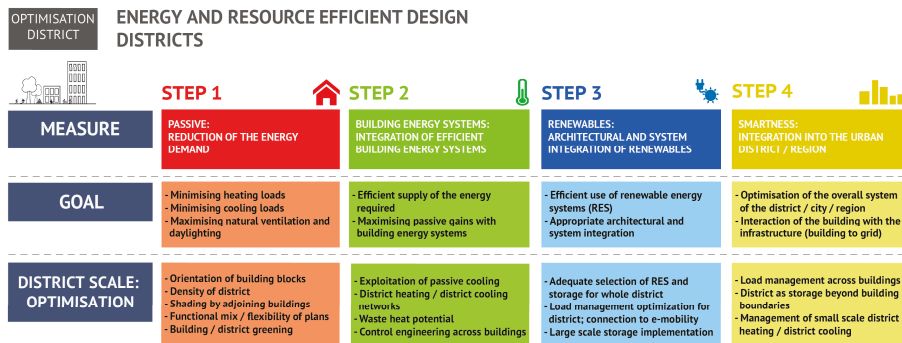 OPTIMISATION
DISTRICT
ENERGY AND RESOURCE EFFICIENT DESIGN
DISTRICTS
STEP 1
STEP 2
STEP 3
STEP 4
MEASURE
PASSIVE:
REDUCTION OF THE ENERGY
DEMAND
BUILDING ENERGY SYSTEMS:
INTEGRATION OF EFFICIENT
BUILDING ENERGY SYSTEMS
RENEWABLES:
ARCHITECTURAL AND SYSTEM
INTEGRATION OF RENEWABLES
SMARTNESS:
INTEGRATION INTO THE URBAN
DISTRICT / REGION
GOAL
- Minimising heating loads
- Minimising cooling loads
- Maximising natural ventilation and
daylighting
- Efficient supply of the energy
required
- Maximising passive gains with
building energy systems
- Efficient use of renewable energy
systems (RES)
- Appropriate architectural and
system integration
- Optimisation of the overall system
of the district / city / region
- Interaction of the building with the
infrastructure (building to grid)
DISTRICT SCALE:
OPTIMISATION
- Orientation of building blocks
- Density of district
- Shading by adjoining buildings
- Functional mix / flexibility of plans
- Building / district greening
- Exploitation of passive cooling
- District heating / district cooling
networks
- Waste heat potential
- Control engineering across buildings
- Adequate selection of RES and
storage for whole district
- Load management optimization for
district; connection to e-mobility
- Large scale storage implementation
- Load management across buildings
- District as storage beyond building
boundaries
- Management of small scale district
heating / district cooling